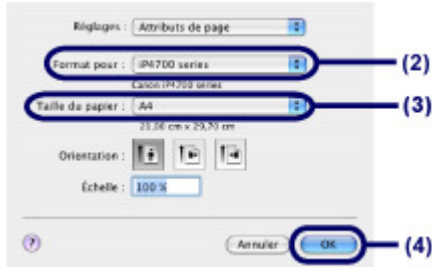 Réglages : Attributs de page
Format pour : iP4700 series (2)
Canon iP4700 series
Taille du papier : A4 (3)
21,00 cm x 29,70 cm
Orientation :
Échelle : 100 %
? Annuler OK (4)